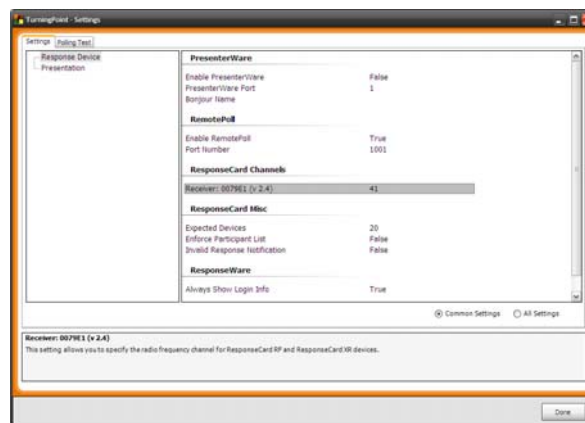 TurningPoint - Settings
Settings Polling Test
Response Device
Presentation
PresenterWare
Enable PresenterWare False
PresenterWare Port 1
Bonjour Name
RemotePoll
Enable RemotePoll True
Port Number 1001
ResponseCard Channels
Receiver: 0079E1 (v 2.4) 41
ResponseCard Misc
Expected Devices 20
Enforce Participant List False
Invalid Response Notification False
ResponseWare
Always Show Login Info True
Common Settings All Settings
Receiver: 0079E1 (v 2.4)
This setting allows you to specify the radio frequency channel for ResponseCard RF and ResponseCard XR devices.
Done